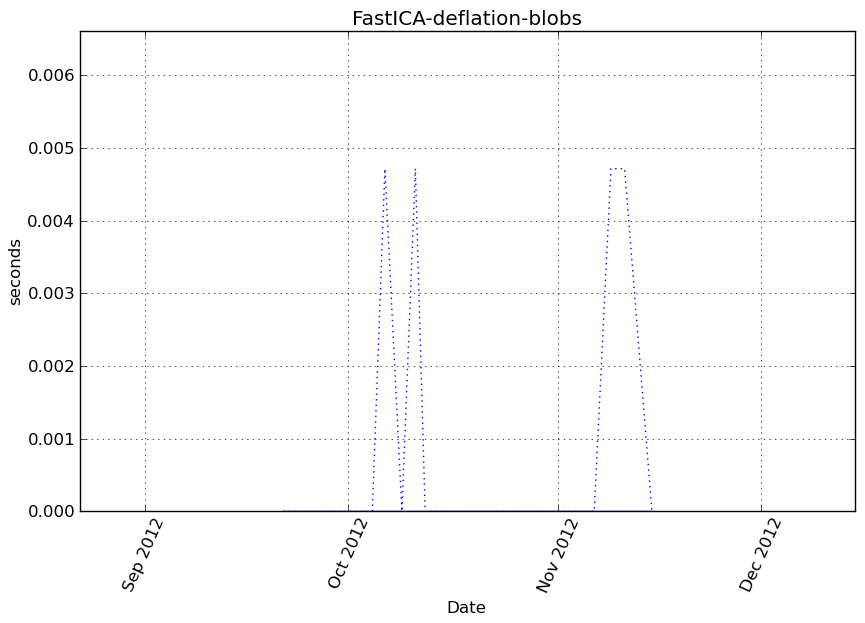 FastICA-deflation-blobs
0.006
0.005
0.004
0.003
0.002
0.001
0.000
seconds
Sep 2012
Oct 2012
Nov 2012
Dec 2012
Date